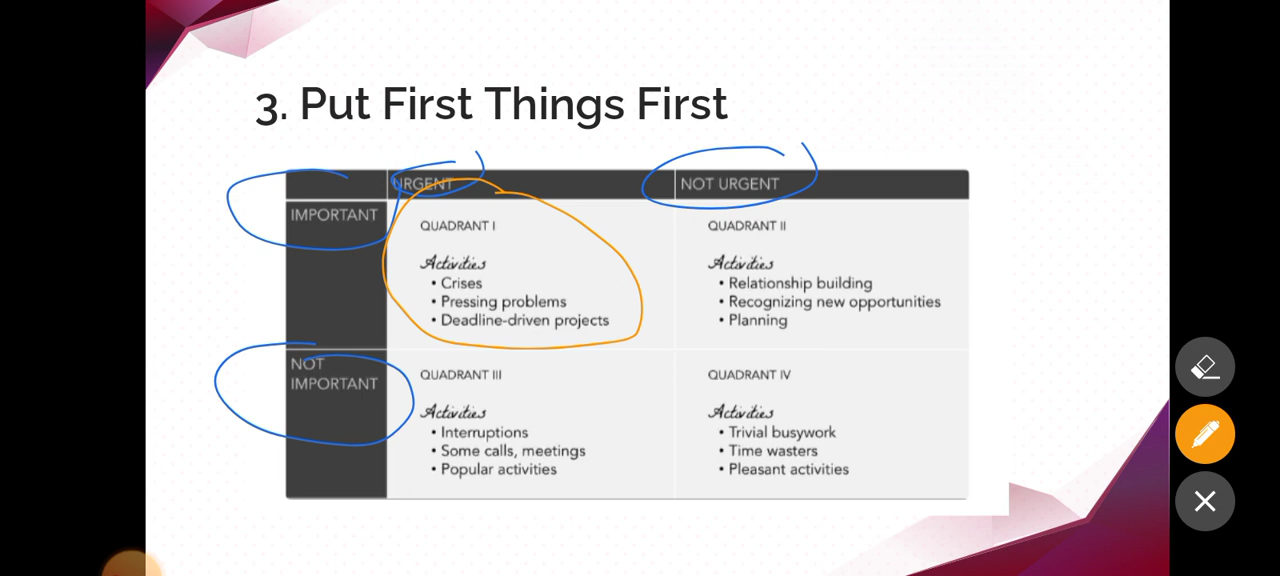 3. Put First Things First
URGENT
NOT URGENT
IMPORTANT
QUADRANT I
Activities
• Crises
• Pressing problems
• Deadline-driven projects
QUADRANT II
Activities
• Relationship building
• Recognizing new opportunities
• Planning
NOT
IMPORTANT
QUADRANT III
Activities
• Interruptions
• Some calls, meetings
• Popular activities
QUADRANT IV
Activities
• Trivial busywork
• Time wasters
• Pleasant activities